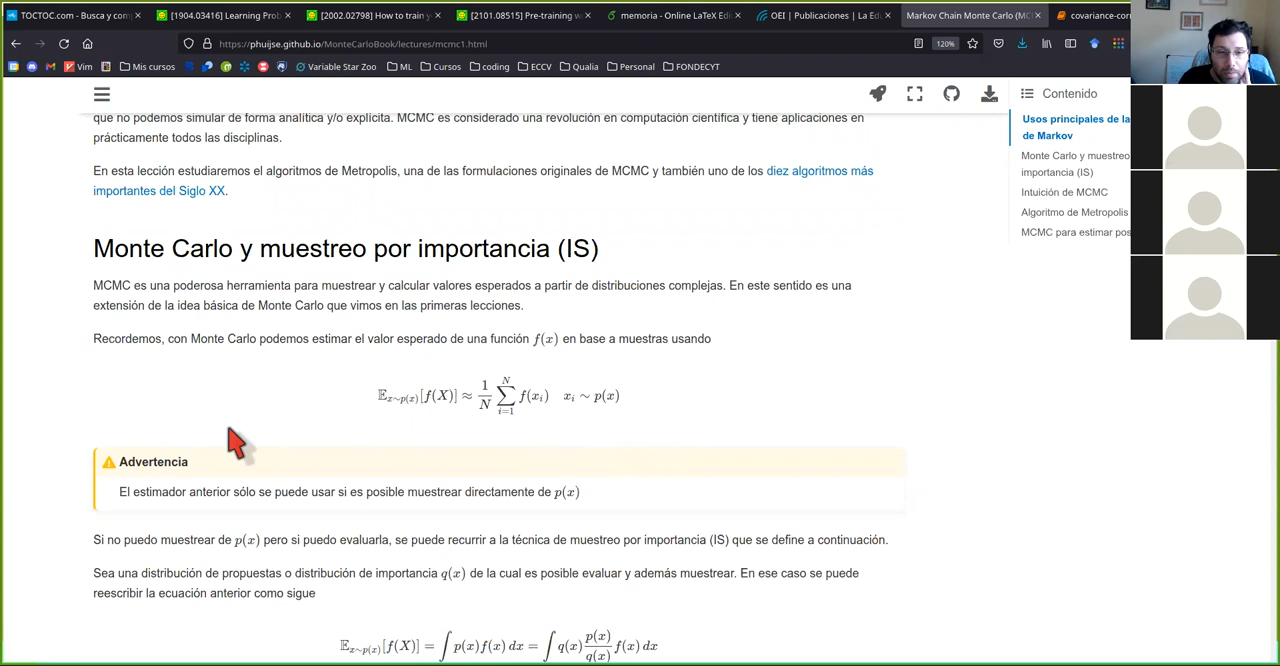 TOCTOC.com - Busca y com
[1904.03416] Learning Prob
[2002.02798] How to train y
[2101.08515] Pre-training w
memoria - Online LaTeX Edi
OEI | Publicaciones | La Edu
Markov Chain Monte Carlo (MC
covariance-corr
https://phuijse.github.io/MonteCarloBook/lectures/mcmc1.html
120%
Vim
Mis cursos
Variable Star Zoo
ML
Cursos
coding
ECCV
Qualia
Personal
FONDECYT
que no podemos simular de forma analítica y/o explícita. MCMC es considerado una revolución en computación científica y tiene aplicaciones en
prácticamente todos las disciplinas.
En esta lección estudiaremos el algoritmos de Metropolis, una de las formulaciones originales de MCMC y también uno de los diez algoritmos más
importantes del Siglo XX.
Monte Carlo y muestreo por importancia (IS)
MCMC es una poderosa herramienta para muestrear y calcular valores esperados a partir de distribuciones complejas. En este sentido es una
extensión de la idea básica de Monte Carlo que vimos en las primeras lecciones.
Recordemos, con Monte Carlo podemos estimar el valor esperado de una función f(x) en base a muestras usando
𝔼x∼p(x)[f(X)] ≈ 1/N ∑i=1N f(xi) xi ∼ p(x)
Advertencia
El estimador anterior sólo se puede usar si es posible muestrear directamente de p(x)
Si no puedo muestrear de p(x) pero si puedo evaluarla, se puede recurrir a la técnica de muestreo por importancia (IS) que se define a continuación.
Sea una distribución de propuestas o distribución de importancia q(x) de la cual es posible evaluar y además muestrear. En ese caso se puede
reescribir la ecuación anterior como sigue
𝔼x∼p(x)[f(X)] = ∫ p(x)f(x) dx = ∫ q(x) p(x)/q(x) f(x) dx
Contenido
Usos principales de la
de Markov
Monte Carlo y muestreo
importancia (IS)
Intuición de MCMC
Algoritmo de Metropolis
MCMC para estimar pos